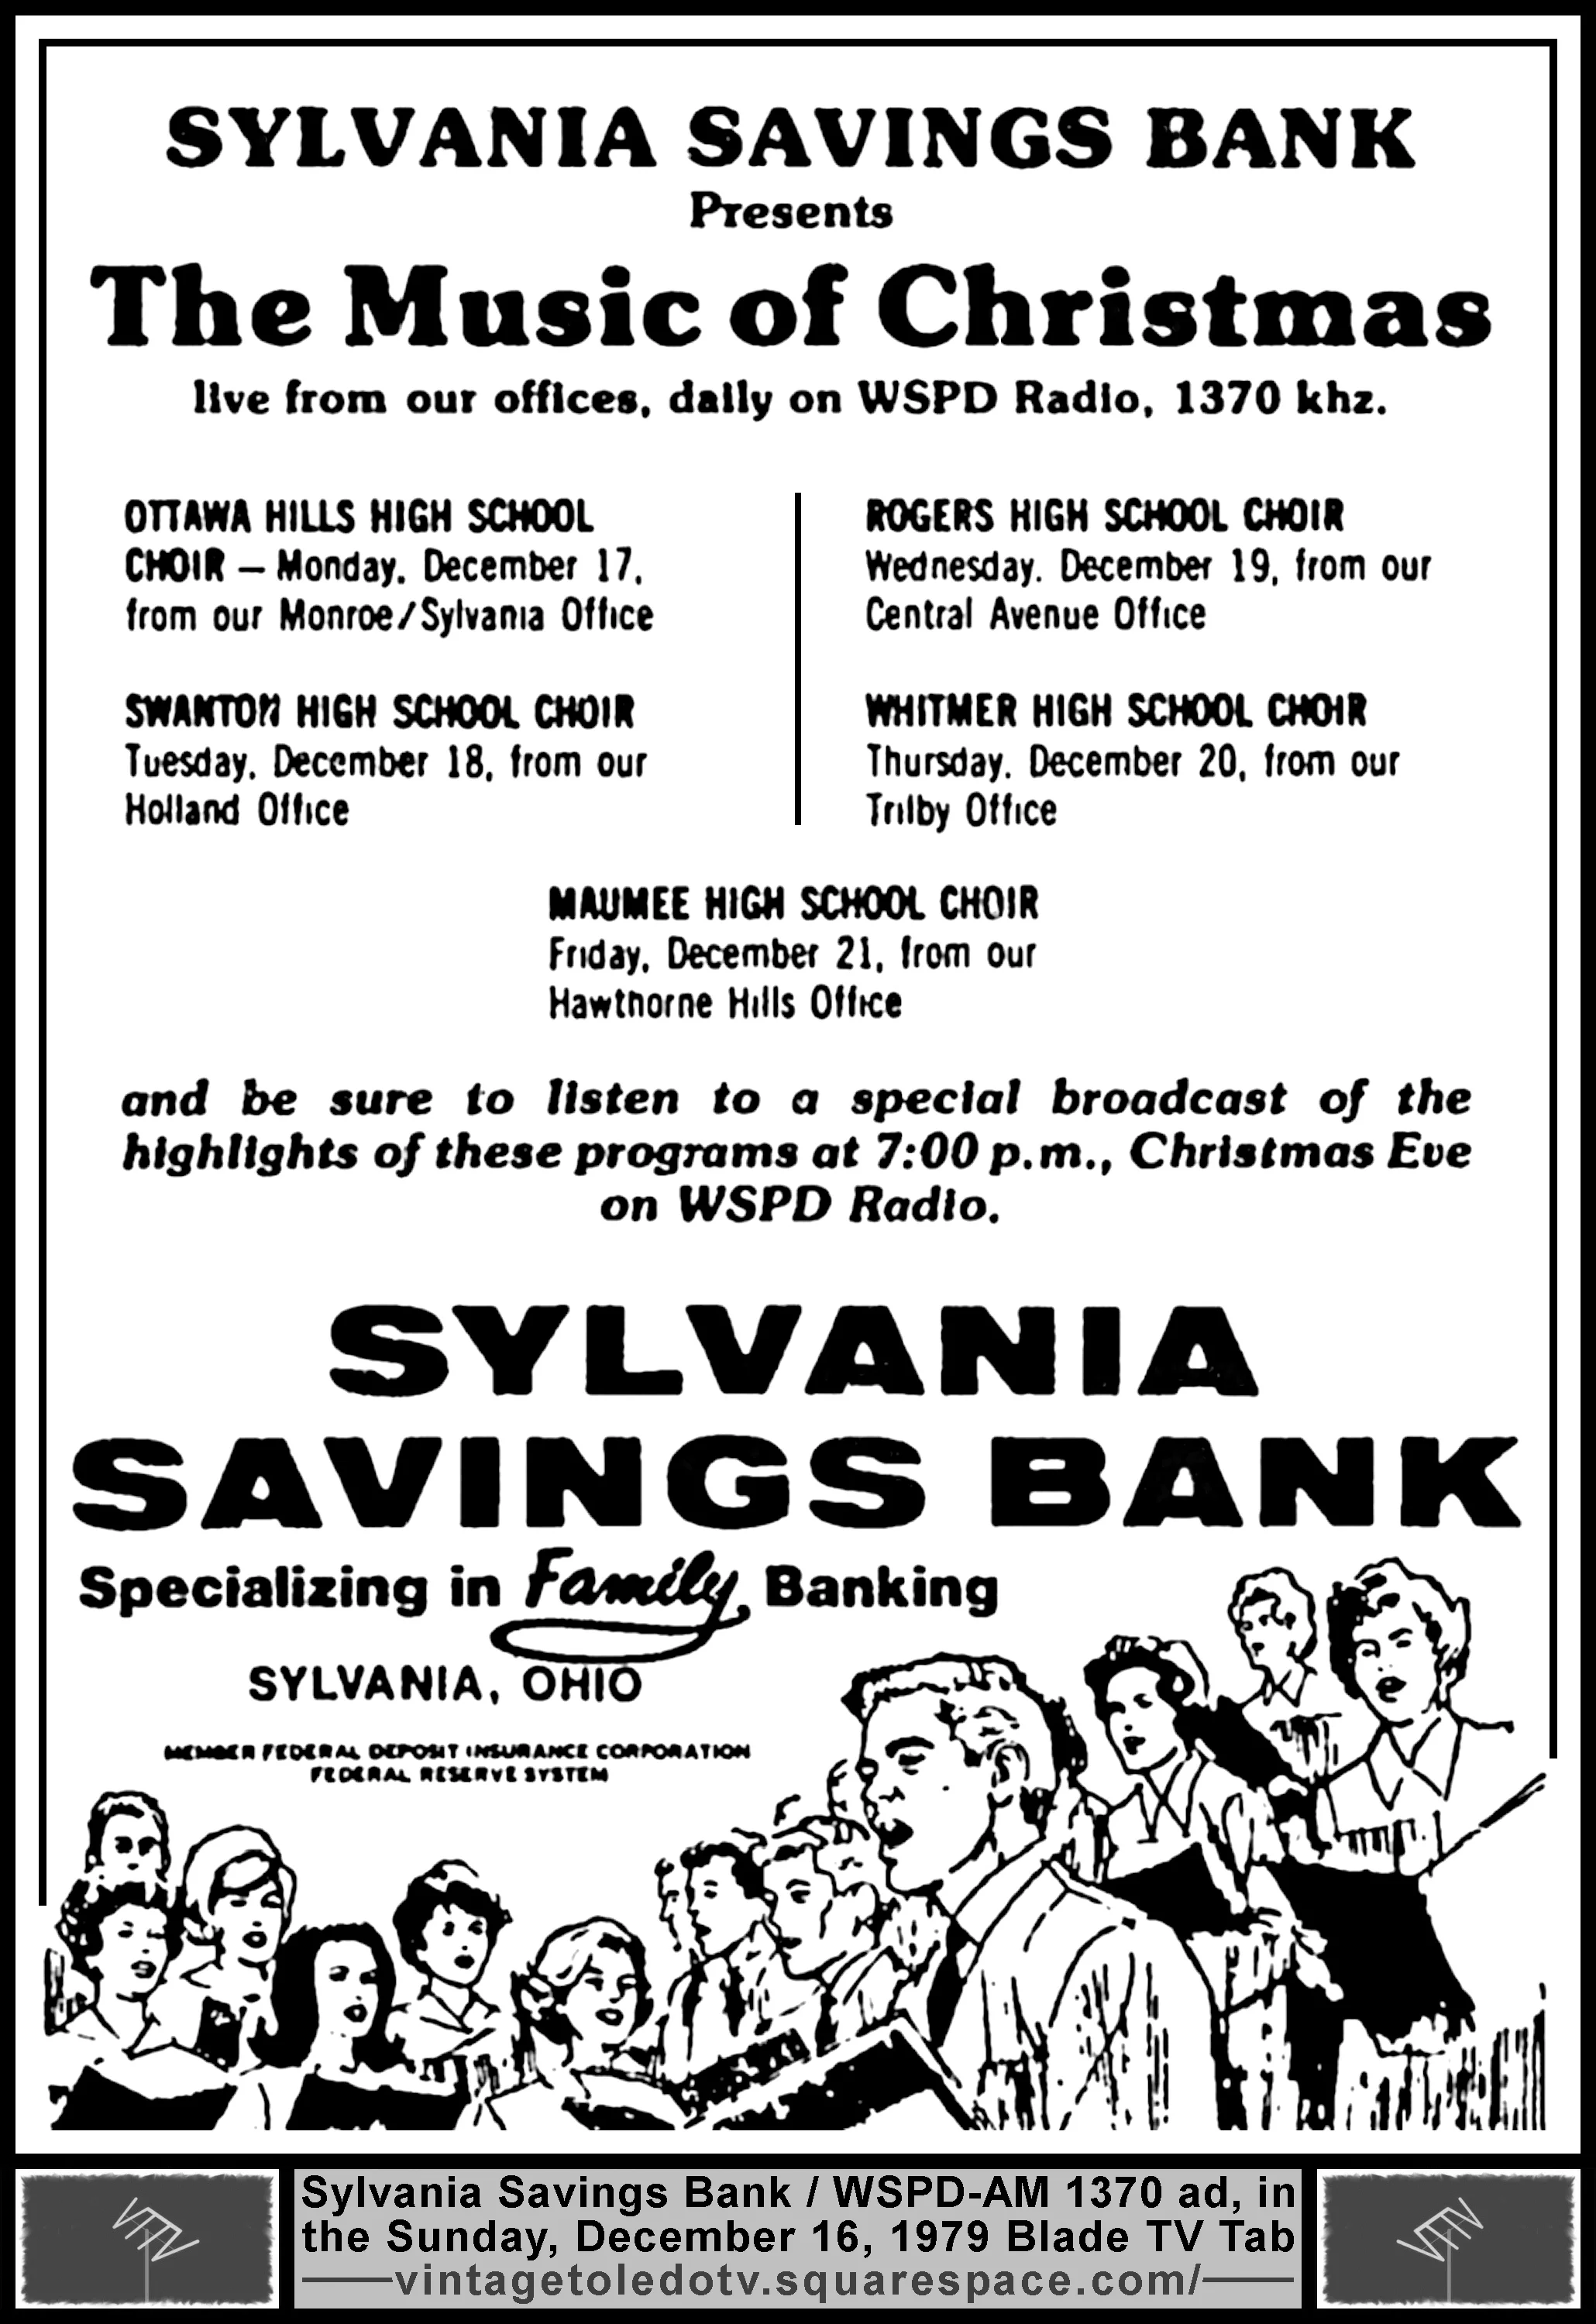 SYLVANIA SAVINGS BANK
Presents
The Music of Christmas
live from our offices, daily on WSPD Radio, 1370 khz.
OTTAWA HILLS HIGH SCHOOL
CHOIR — Monday, December 17,
from our Monroe/Sylvania Office
SWANTON HIGH SCHOOL CHOIR
Tuesday, December 18, from our
Holland Office
ROGERS HIGH SCHOOL CHOIR
Wednesday, December 19, from our
Central Avenue Office
WHITMER HIGH SCHOOL CHOIR
Thursday, December 20, from our
Trilby Office
MAUMEE HIGH SCHOOL CHOIR
Friday, December 21, from our
Hawthorne Hills Office
and be sure to listen to a special broadcast of the
highlights of these programs at 7:00 p.m., Christmas Eve
on WSPD Radio.
SYLVANIA
SAVINGS BANK
Specializing in Family Banking
SYLVANIA, OHIO
MEMBER FEDERAL DEPOSIT INSURANCE CORPORATION
FEDERAL RESERVE SYSTEM
Sylvania Savings Bank / WSPD-AM 1370 ad, in
the Sunday, December 16, 1979 Blade TV Tab
vintagetoledotv.squarespace.com/